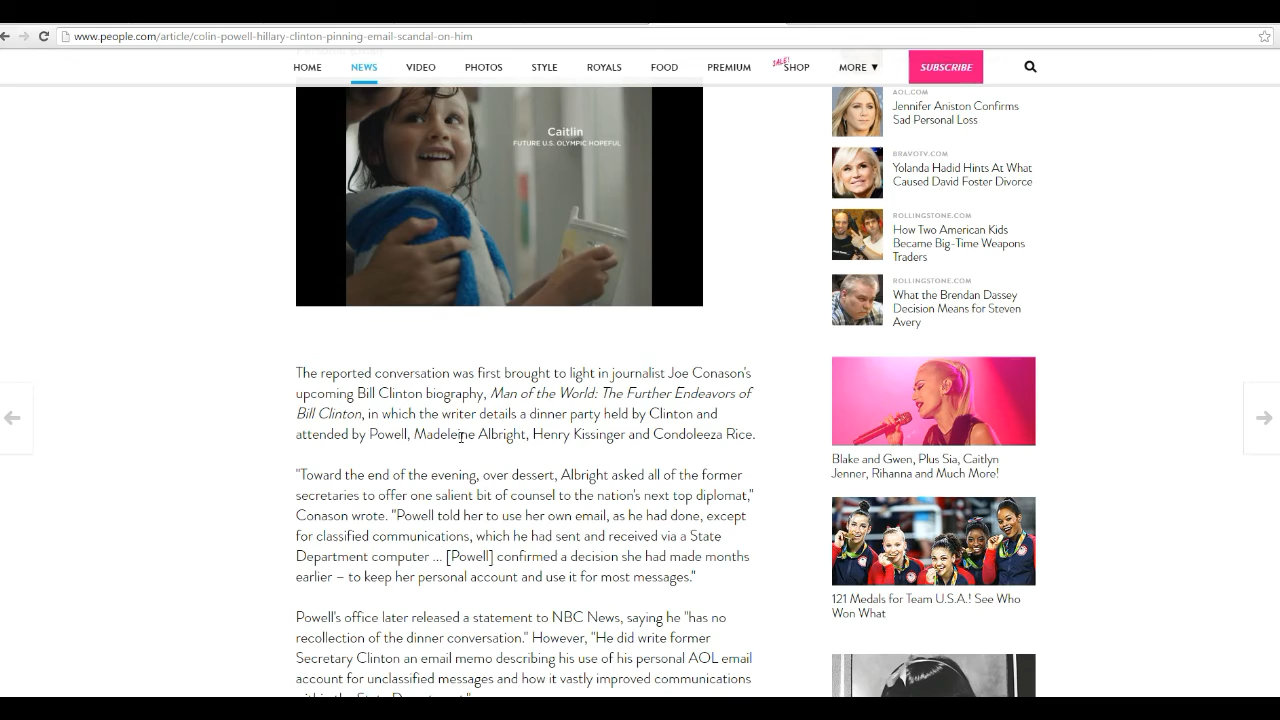 www.people.com/article/colin-powell-hillary-clinton-pinning-email-scandal-on-him
HOME NEWS VIDEO PHOTOS STYLE ROYALS FOOD PREMIUM SALE! SHOP MORE ▼ SUBSCRIBE
Caitlin
FUTURE U.S. OLYMPIC HOPEFUL
The reported conversation was first brought to light in journalist Joe Conason's
upcoming Bill Clinton biography, Man of the World: The Further Endeavors of
Bill Clinton, in which the writer details a dinner party held by Clinton and
attended by Powell, Madeleine Albright, Henry Kissinger and Condoleeza Rice.
"Toward the end of the evening, over dessert, Albright asked all of the former
secretaries to offer one salient bit of counsel to the nation's next top diplomat,"
Conason wrote. "Powell told her to use her own email, as he had done, except
for classified communications, which he had sent and received via a State
Department computer ... [Powell] confirmed a decision she had made months
earlier – to keep her personal account and use it for most messages."
Powell's office later released a statement to NBC News, saying he "has no
recollection of the dinner conversation." However, "He did write former
Secretary Clinton an email memo describing his use of his personal AOL email
account for unclassified messages and how it vastly improved communications
AOL.COM
Jennifer Aniston Confirms
Sad Personal Loss
BRAVOTV.COM
Yolanda Hadid Hints At What
Caused David Foster Divorce
ROLLINGSTONE.COM
How Two American Kids
Became Big-Time Weapons
Traders
ROLLINGSTONE.COM
What the Brendan Dassey
Decision Means for Steven
Avery
Blake and Gwen, Plus Sia, Caitlyn
Jenner, Rihanna and Much More!
121 Medals for Team U.S.A.! See Who
Won What